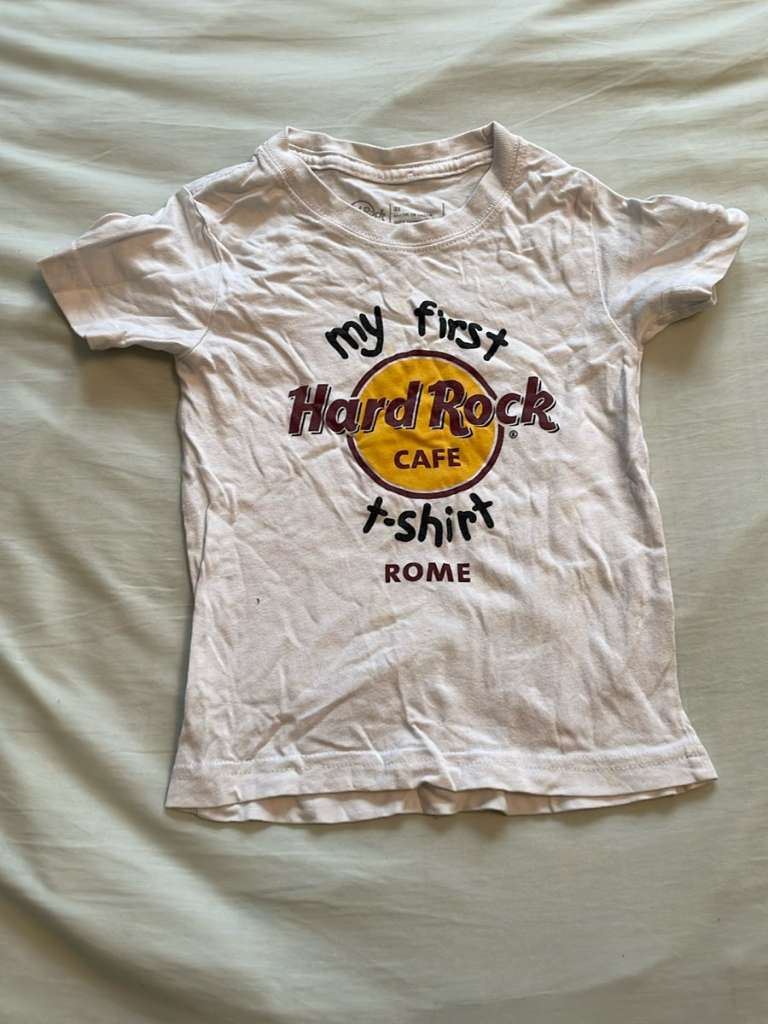 my first
Hard Rock
®
CAFE
t-shirt
ROME